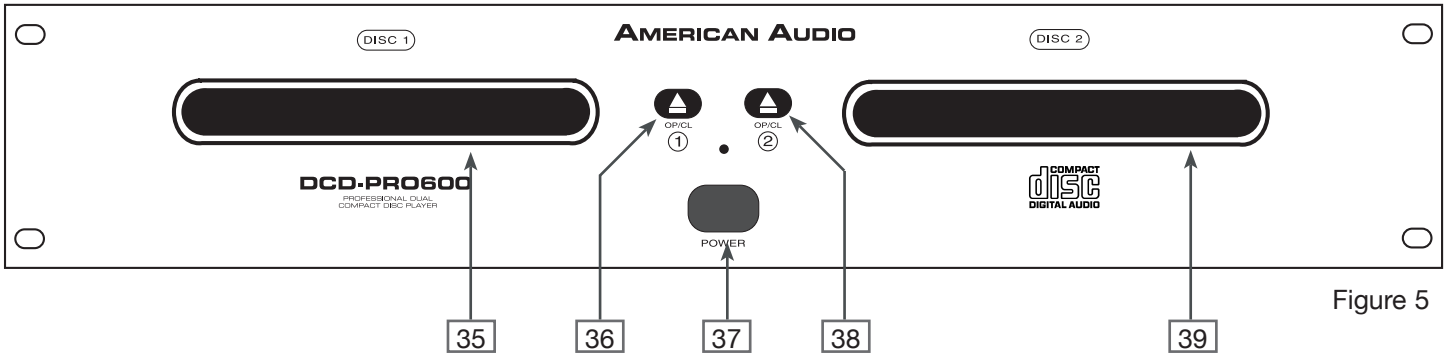 DISC 1
AMERICAN AUDIO
DISC 2
OP/CL
1
OP/CL
2
DCD-PRO600
PROFESSIONAL DUAL
COMPACT DISC PLAYER
COMPACT
disc
DIGITAL AUDIO
POWER
Figure 5
35
36
37
38
39